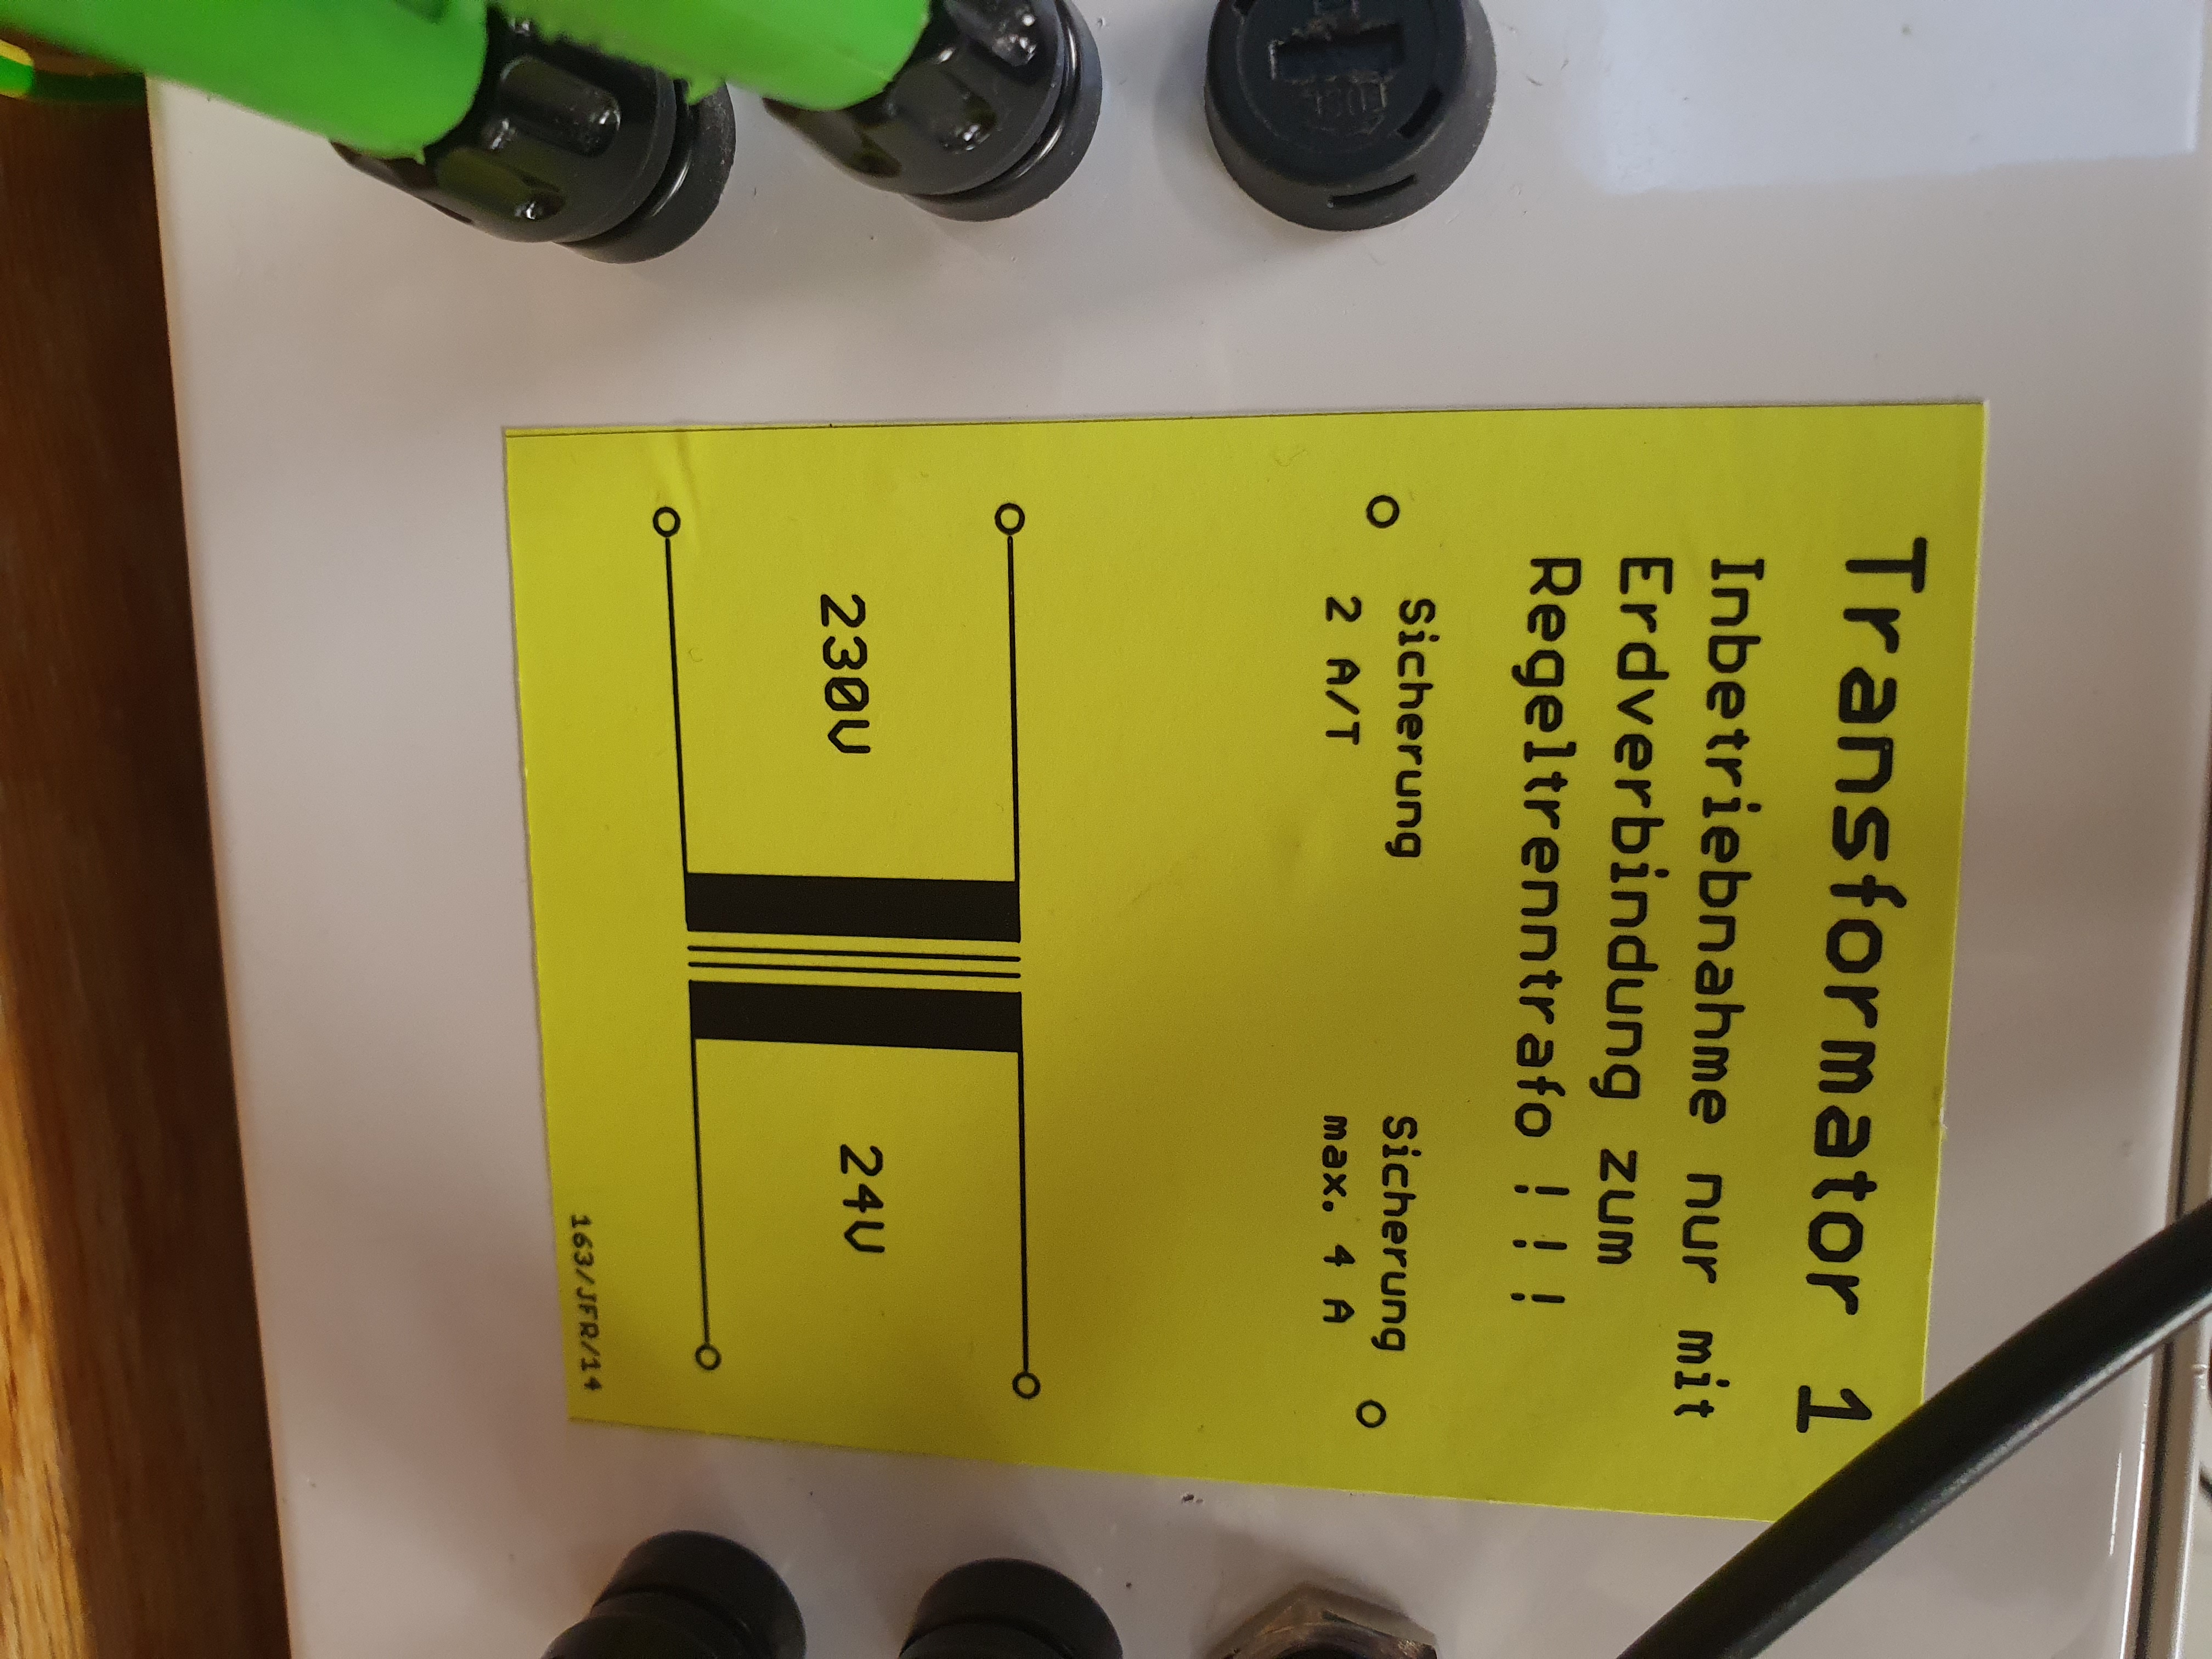 Transformator 1
Inbetriebnahme nur mit
Erdverbindung zum
Regeltrenntrafo !!!
Sicherung
2 A/T
Sicherung
max. 4 A
230V
24V
163/JFR/14